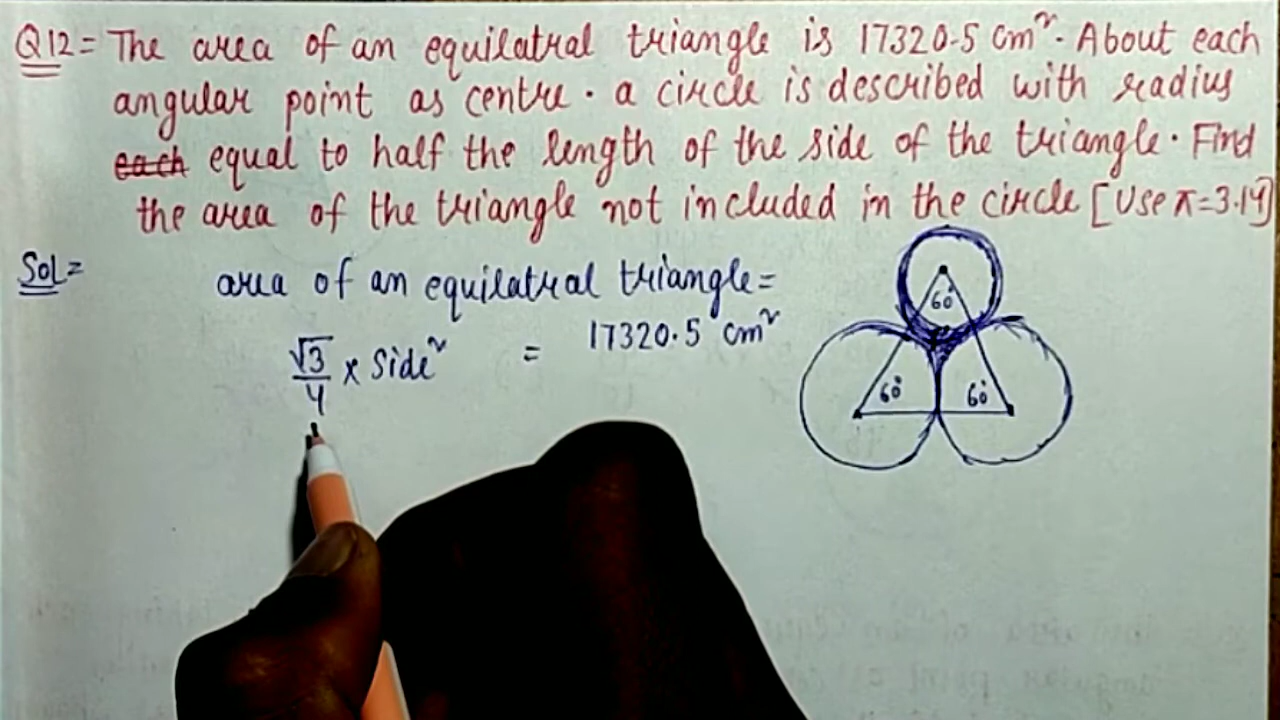 Q12= The area of an equilatral triangle is 17320.5 cm². About each
angular point as centre. a circle is described with radius
each equal to half the length of the side of the triangle. Find
the area of the triangle not included in the circle [Use π=3.14]
Sol=
area of an equilatral triangle=
√3/4 × Side² = 17320.5 cm²
60°
60° 60°